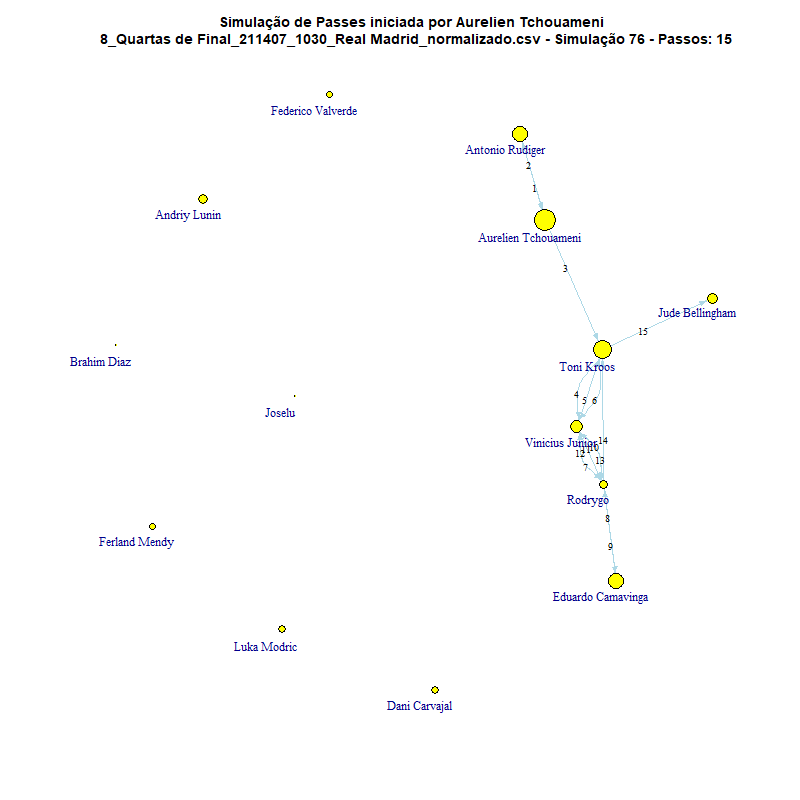 Simulação de Passes iniciada por Aurelien Tchouameni
8_Quartas de Final_211407_1030_Real Madrid_normalizado.csv - Simulação 76 - Passos: 15
Federico Valverde
Antonio Rudiger
2
1
Andriy Lunin
Aurelien Tchouameni
3
Jude Bellingham
15
Brahim Diaz
Toni Kroos
4
5
6
Joselu
Vinicius Junior
14
10
11
12
13
7
Rodrygo
8
Ferland Mendy
9
Eduardo Camavinga
Luka Modric
Dani Carvajal